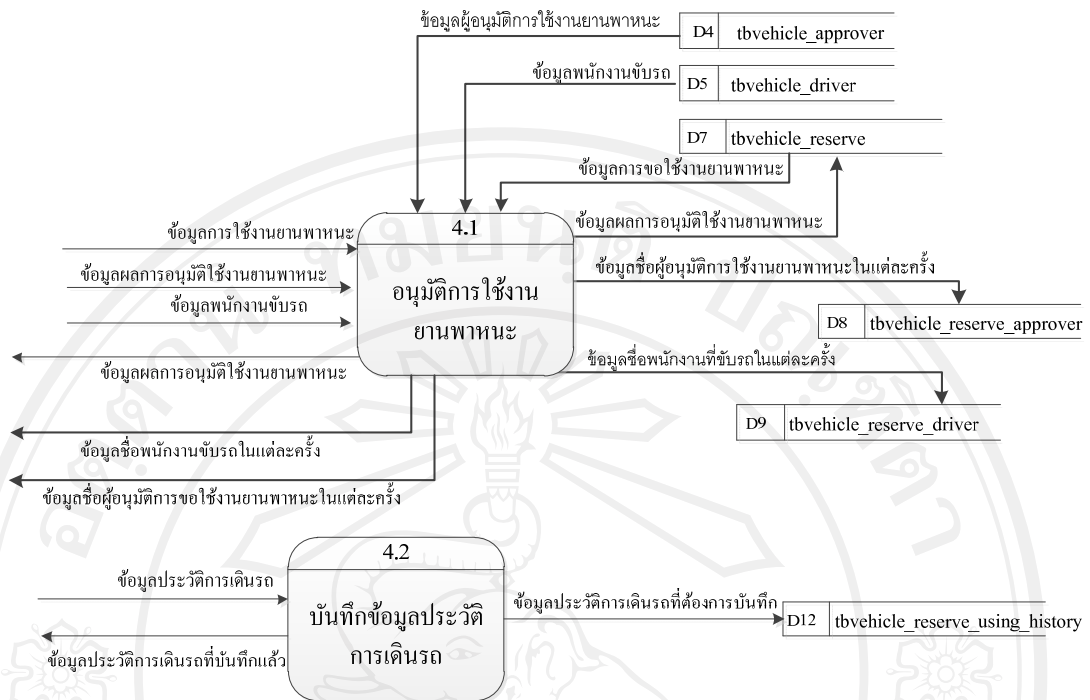 ข้อมูลผู้อนุมัติการใช้งานยานพาหนะ
D4 tbvehicle_approver
ข้อมูลพนักงานขับรถ
D5 tbvehicle_driver
D7 tbvehicle_reserve
ข้อมูลการขอใช้งานยานพาหนะ
ข้อมูลผลการอนุมัติใช้งานยานพาหนะ
ข้อมูลการใช้งานยานพาหนะ
ข้อมูลผลการอนุมัติใช้งานยานพาหนะ
ข้อมูลพนักงานขับรถ
4.1
อนุมัติการใช้งาน
ยานพาหนะ
ข้อมูลชื่อผู้อนุมัติการใช้งานยานพาหนะในแต่ละครั้ง
D8 tbvehicle_reserve_approver
ข้อมูลผลการอนุมัติใช้งานยานพาหนะ
ข้อมูลชื่อพนักงานที่ขับรถในแต่ละครั้ง
D9 tbvehicle_reserve_driver
ข้อมูลชื่อพนักงานขับรถในแต่ละครั้ง
ข้อมูลชื่อผู้อนุมัติการขอใช้งานยานพาหนะในแต่ละครั้ง
4.2
บันทึกข้อมูลประวัติ
การเดินรถ
ข้อมูลประวัติการเดินรถ
ข้อมูลประวัติการเดินรถที่ต้องการบันทึก
D12 tbvehicle_reserve_using_history
ข้อมูลประวัติการเดินรถที่บันทึกแล้ว